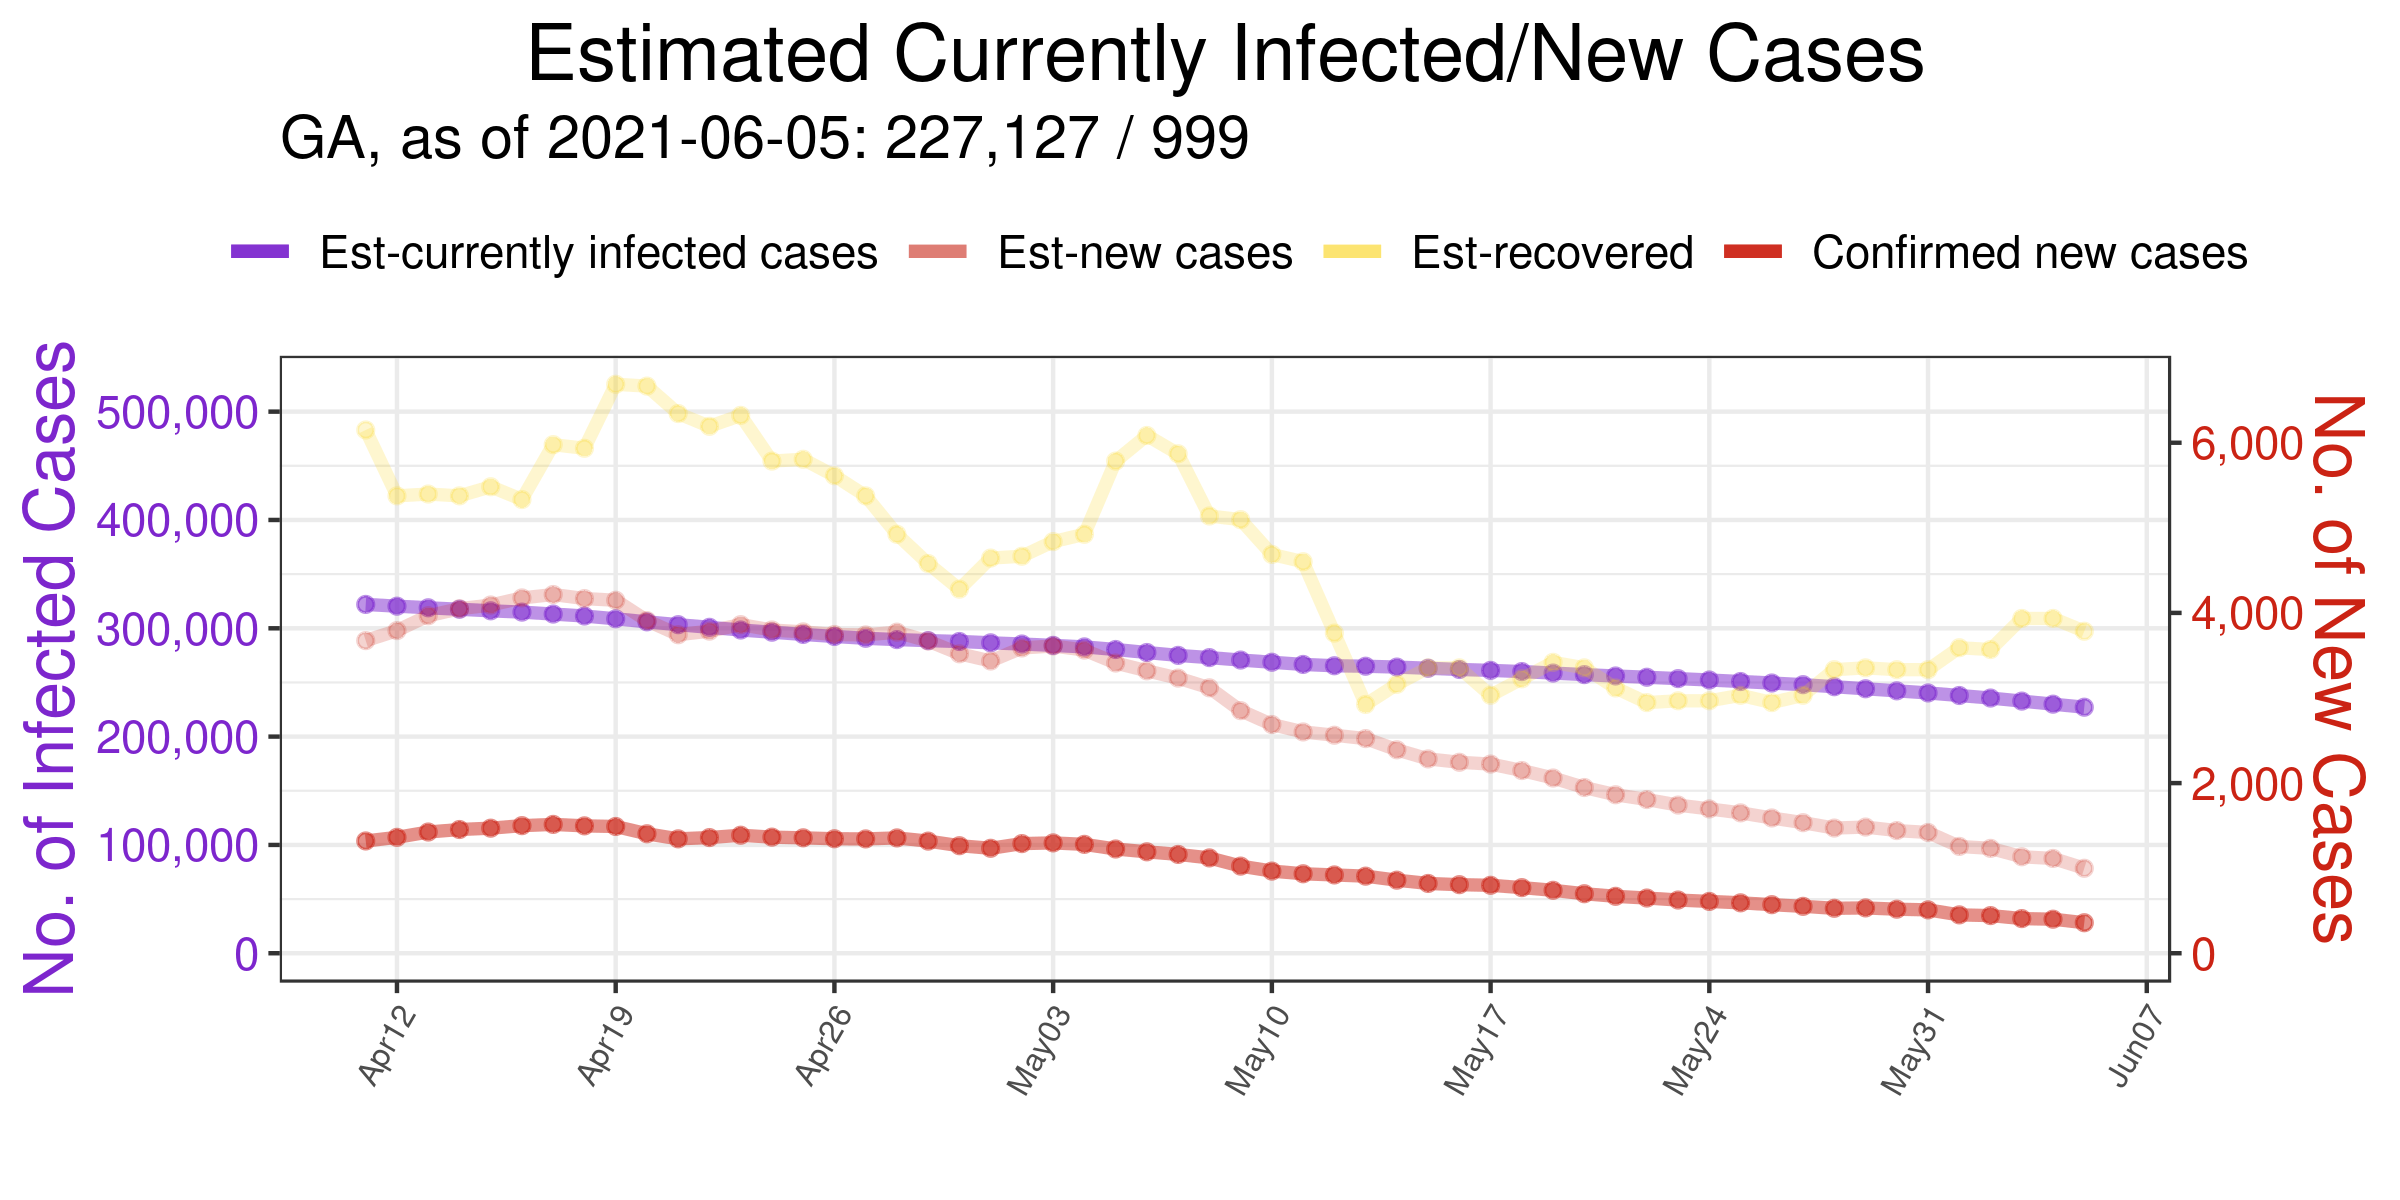 Estimated Currently Infected/New Cases
GA, as of 2021-06-05: 227,127 / 999
Est-currently infected cases Est-new cases Est-recovered Confirmed new cases
No. of Infected Cases
500,000
400,000
300,000
200,000
100,000
0
6,000
4,000
2,000
0
No. of New Cases
Apr12 Apr19 Apr26 May03 May10 May17 May24 May31 Jun07